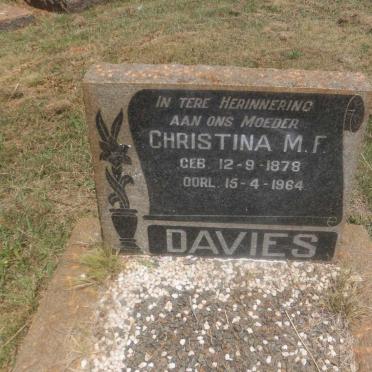 IN TERE HERINNERING
AAN ONS MOEDER
CHRISTINA M.F.
GEB. 12-9-1878
OORL. 15-4-1964
DAVIES